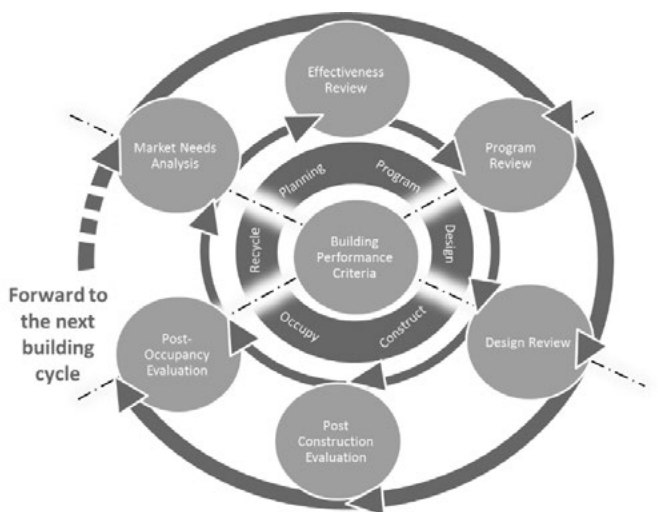 Effectiveness
Review
Market Needs
Analysis
Program
Review
Planning
Program
Recycle
Building
Performance
Criteria
Design
Forward to
the next
building
cycle
Occupy
Construct
Post-
Occupancy
Evaluation
Design Review
Post
Construction
Evaluation